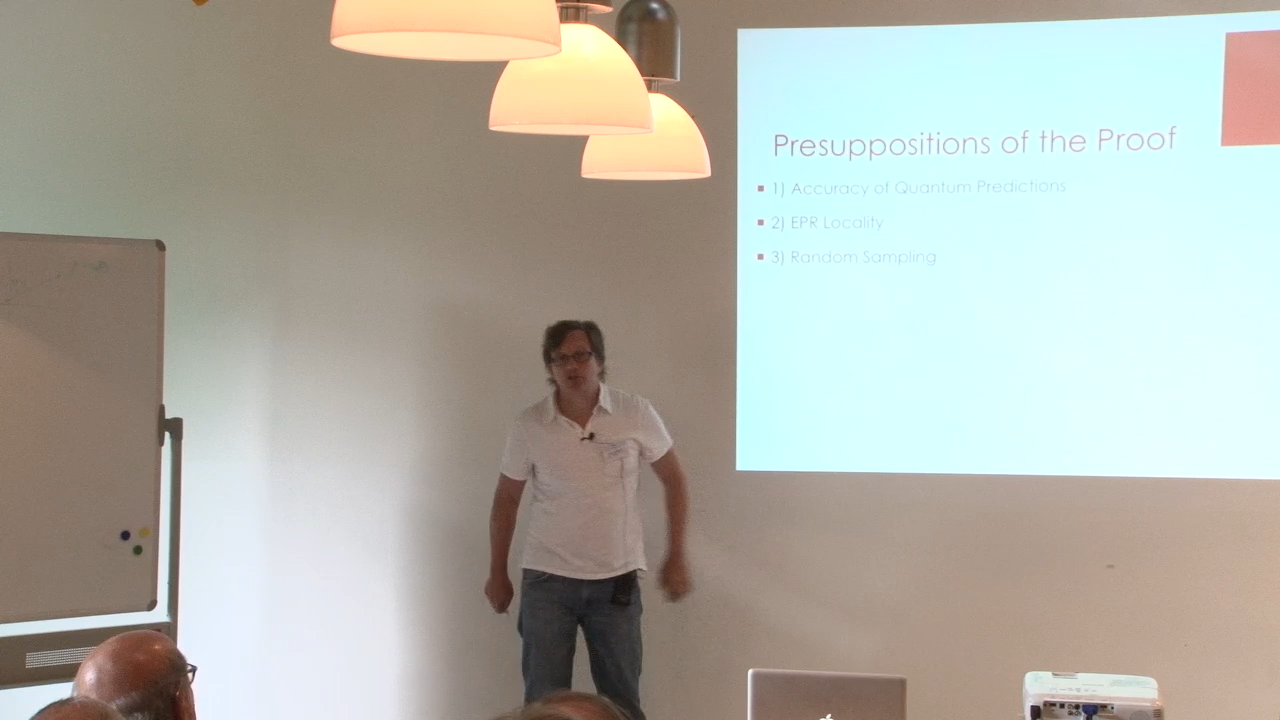 Presuppositions of the Proof
1) Accuracy of Quantum Predictions
2) EPR Locality
3) Random Sampling